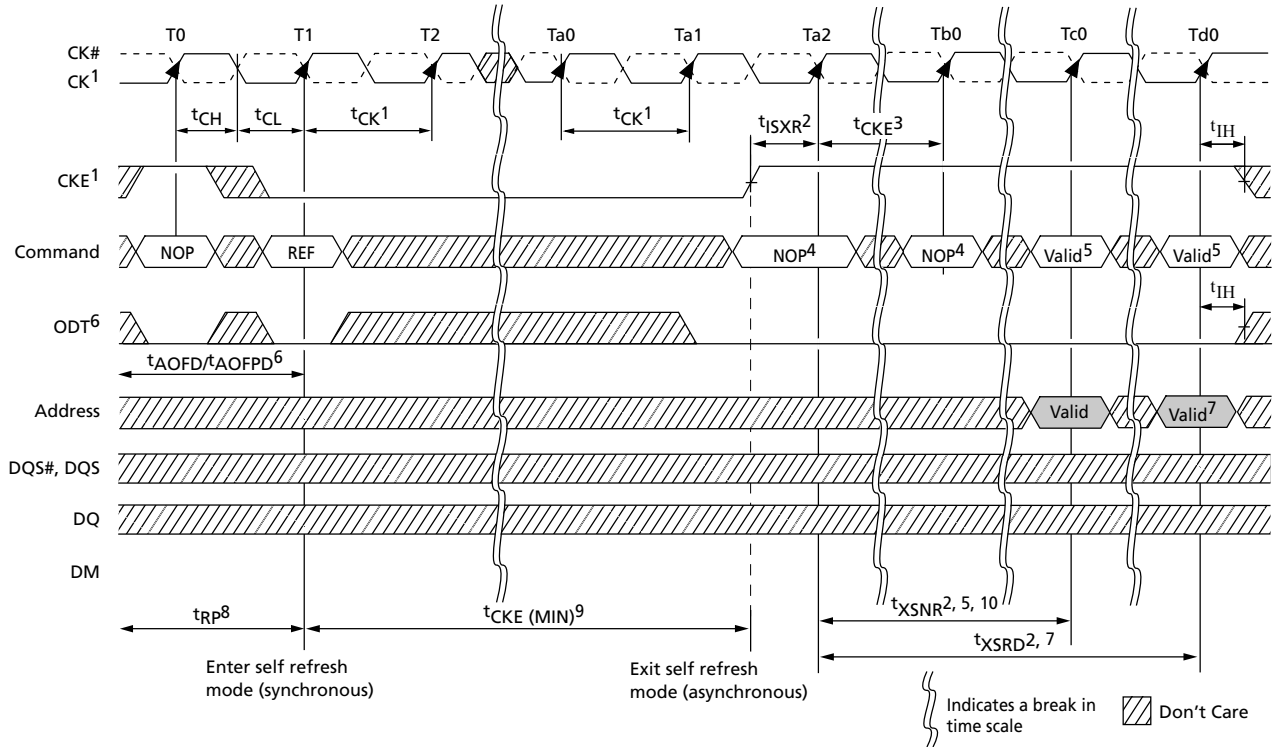 T0 T1 T2 Ta0 Ta1 Ta2 Tb0 Tc0 Td0
CK#
CK1
tCH tCL tCK1 tCK1 tISXR2 tCKE3 tIH
CKE1
Command NOP REF NOP4 NOP4 Valid5 Valid5
tIH
ODT6
tAOFD/tAOFPD6
Address Valid Valid7
DQS#, DQS
DQ
DM
tRP8 tCKE (MIN)9 tXSNR2, 5, 10
tXSRD2, 7
Enter self refresh
mode (synchronous)
Exit self refresh
mode (asynchronous)
Indicates a break in
time scale
Don't Care